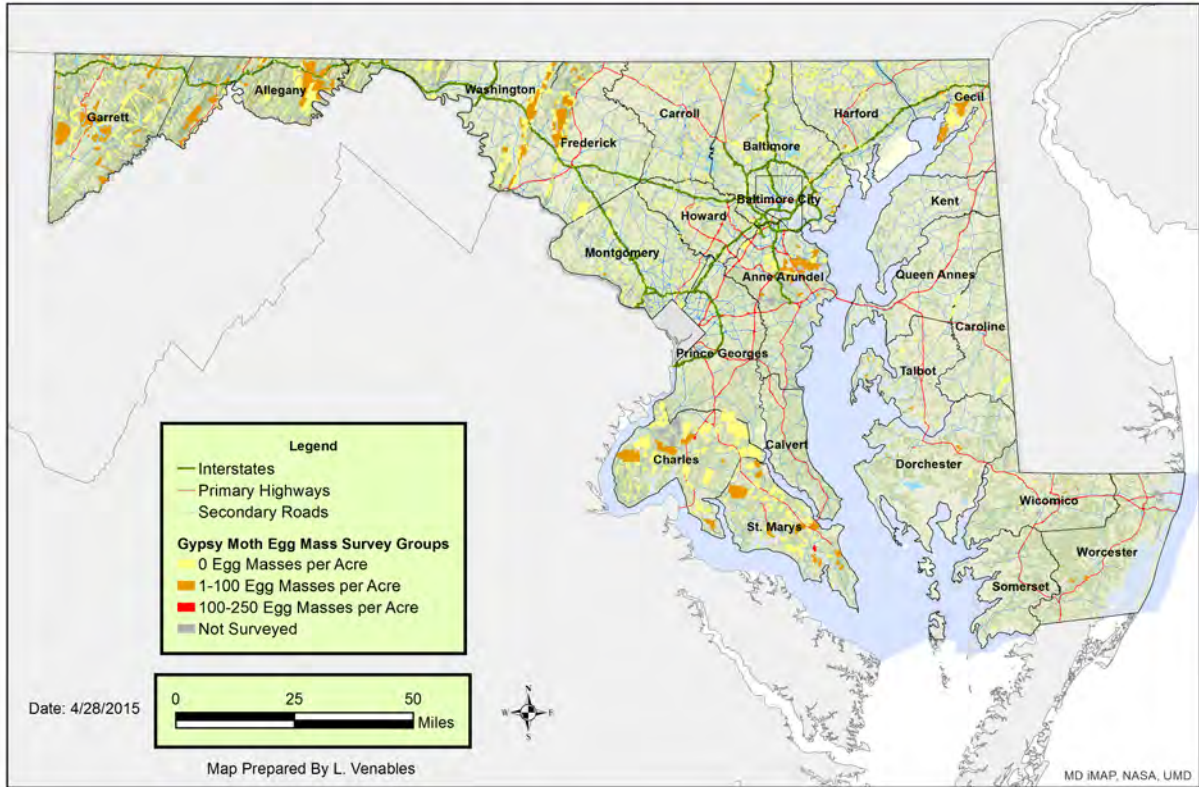 Garrett
Allegany
Washington
Frederick
Carroll
Baltimore
Harford
Cecil
Baltimore City
Howard
Kent
Montgomery
Anne Arundel
Queen Annes
Prince Georges
Caroline
Talbot
Charles
Calvert
Dorchester
St. Marys
Wicomico
Worcester
Somerset
Legend
Interstates
Primary Highways
Secondary Roads
Gypsy Moth Egg Mass Survey Groups
0 Egg Masses per Acre
1-100 Egg Masses per Acre
100-250 Egg Masses per Acre
Not Surveyed
Date: 4/28/2015
0 25 50
Miles
N
W E
S
Map Prepared By L. Venables
MD iMAP, NASA, UMD